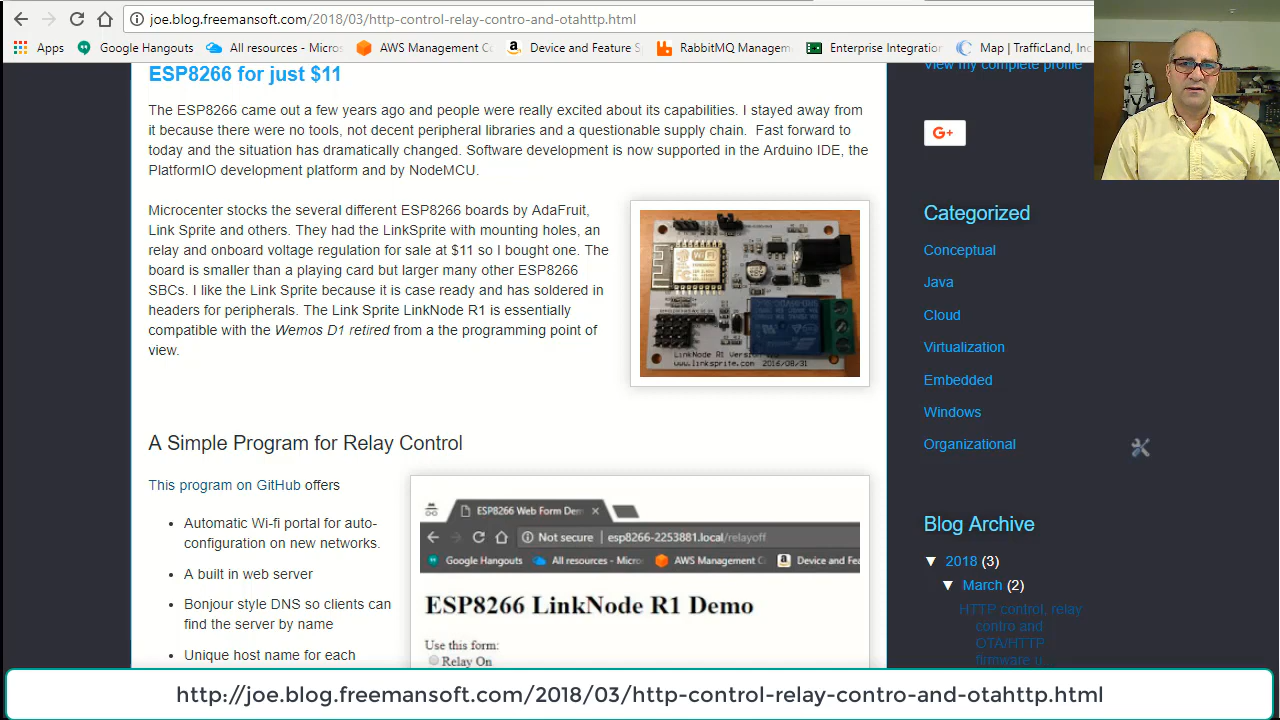 joe.blog.freemansoft.com/2018/03/http-control-relay-contro-and-otahttp.html
Apps Google Hangouts All resources - Micros AWS Management Co Device and Feature S RabbitMQ Managem Enterprise Integration Map | TrafficLand, Inc
ESP8266 for just $11
The ESP8266 came out a few years ago and people were really excited about its capabilities. I stayed away from
it because there were no tools, not decent peripheral libraries and a questionable supply chain. Fast forward to
today and the situation has dramatically changed. Software development is now supported in the Arduino IDE, the
PlatformIO development platform and by NodeMCU.
Microcenter stocks the several different ESP8266 boards by AdaFruit,
Link Sprite and others. They had the LinkSprite with mounting holes, an
relay and onboard voltage regulation for sale at $11 so I bought one. The
board is smaller than a playing card but larger many other ESP8266
SBCs. I like the Link Sprite because it is case ready and has soldered in
headers for peripherals. The Link Sprite LinkNode R1 is essentially
compatible with the Wemos D1 retired from a the programming point of
view.
LinkNode R1 Version
www.linksprite.com 2016/08/31
A Simple Program for Relay Control
This program on GitHub offers
• Automatic Wi-fi portal for auto-
configuration on new networks.
• A built in web server
• Bonjour style DNS so clients can
find the server by name
• Unique host name for each
ESP8266 Web Form Dem
Not secure | esp8266-2253881.local/relayoff
Google Hangouts All resources - Micros AWS Management Co Device and Fea
ESP8266 LinkNode R1 Demo
Use this form:
Relay On
View my complete profile
G+
Categorized
Conceptual
Java
Cloud
Virtualization
Embedded
Windows
Organizational
Blog Archive
▼ 2018 (3)
▼ March (2)
HTTP control, relay
contro and
OTA/HTTP
firmware u
http://joe.blog.freemansoft.com/2018/03/http-control-relay-contro-and-otahttp.html